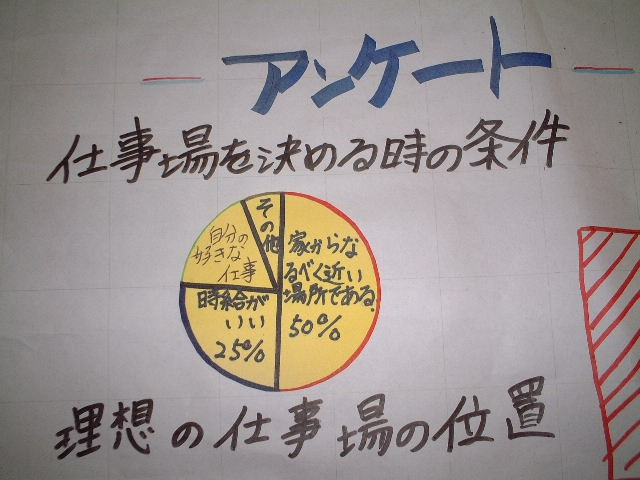 アンケート
仕事場を決める時の条件
その他
自分の
好きな
仕事
家からな
るべく近い
場所である.
50%
時給が
いい
25%
理想の仕事場の位置